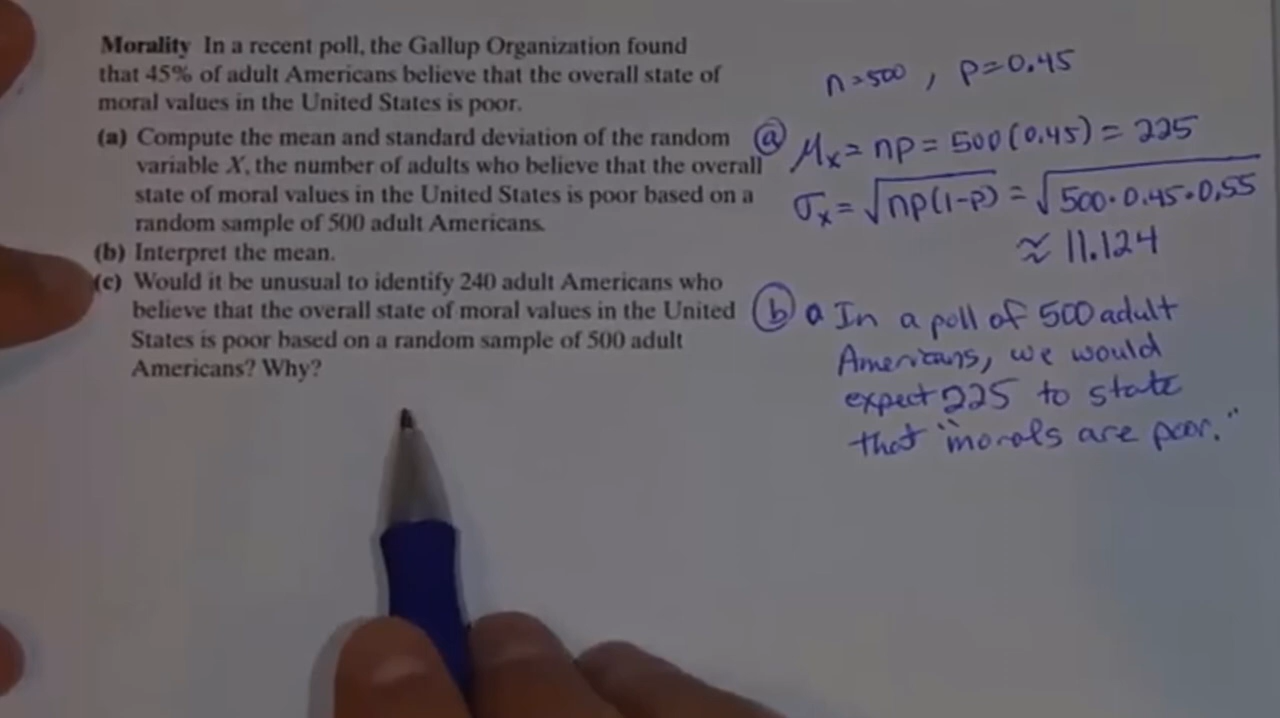 Morality In a recent poll, the Gallup Organization found
that 45% of adult Americans believe that the overall state of
moral values in the United States is poor.
(a) Compute the mean and standard deviation of the random
variable X, the number of adults who believe that the overall
state of moral values in the United States is poor based on a
random sample of 500 adult Americans.
(b) Interpret the mean.
(c) Would it be unusual to identify 240 adult Americans who
believe that the overall state of moral values in the United
States is poor based on a random sample of 500 adult
Americans? Why?
n=500, p=0.45
ⓐ μₓ = np = 500(0.45) = 225
σₓ = √np(1-p) = √500·0.45·0.55
≈ 11.124
ⓑ a In a poll of 500 adult
Americans, we would
expect 225 to state
that "morals are poor."